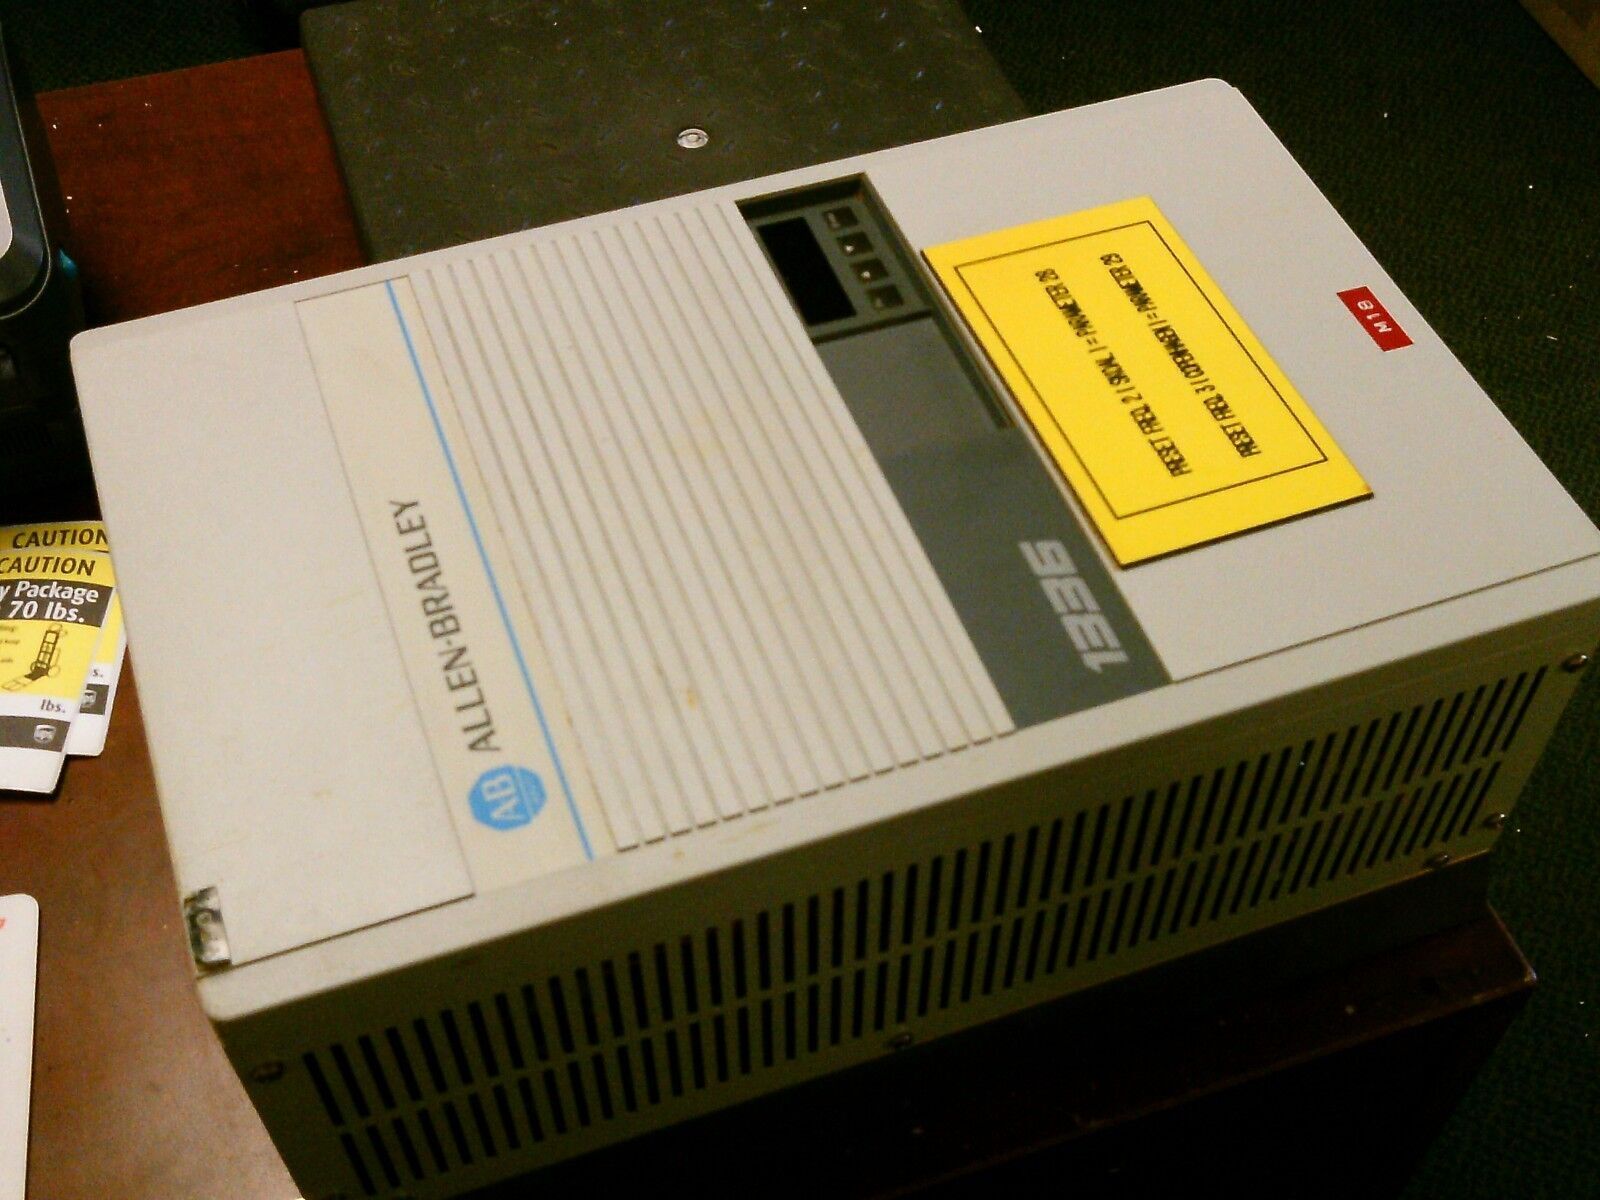 ALLEN-BRADLEY
AB
1336
PRESET FREQ. 2 ( SKOAL ) = PARAMETER 28
PRESET FREQ. 3 ( COPENHAGEN ) = PARAMETER 29
M18
CAUTION
CAUTION
y Package
70 lbs.
lbs.
s.